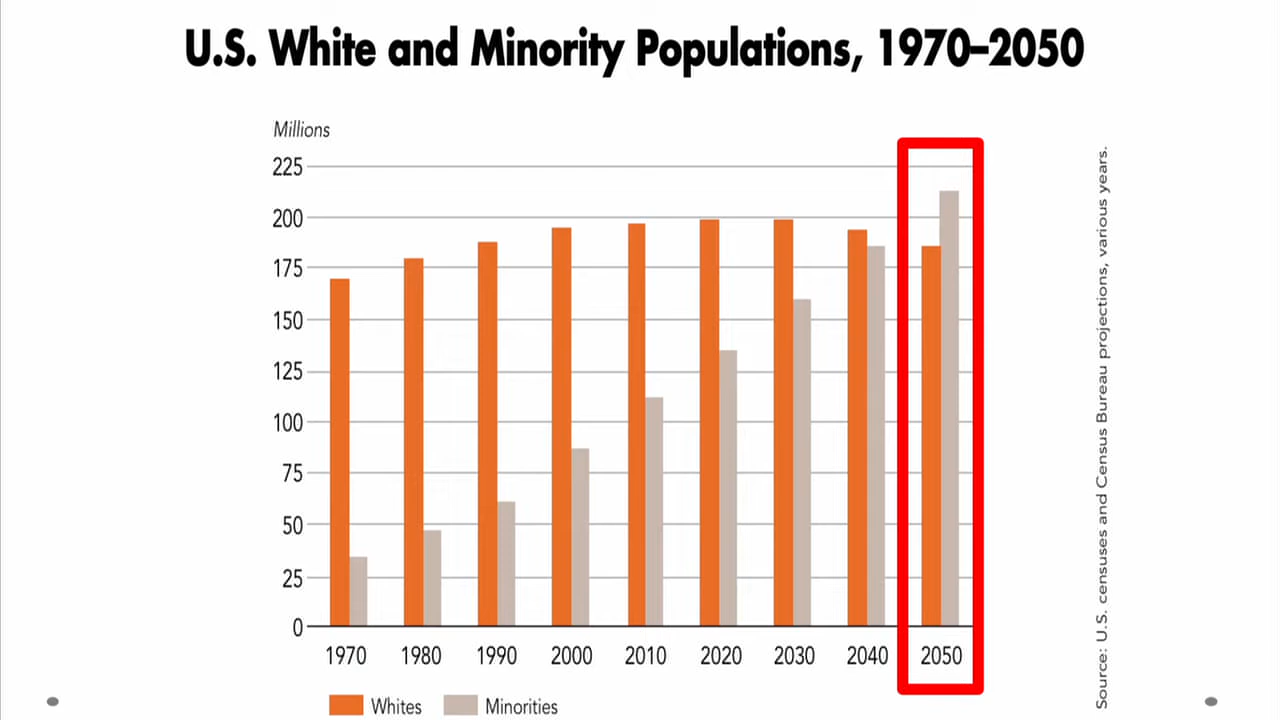 U.S. White and Minority Populations, 1970–2050
Millions
225
200
175
150
125
100
75
50
25
0
1970 1980 1990 2000 2010 2020 2030 2040 2050
Whites Minorities
Source: U.S. censuses and Census Bureau projections, various years.